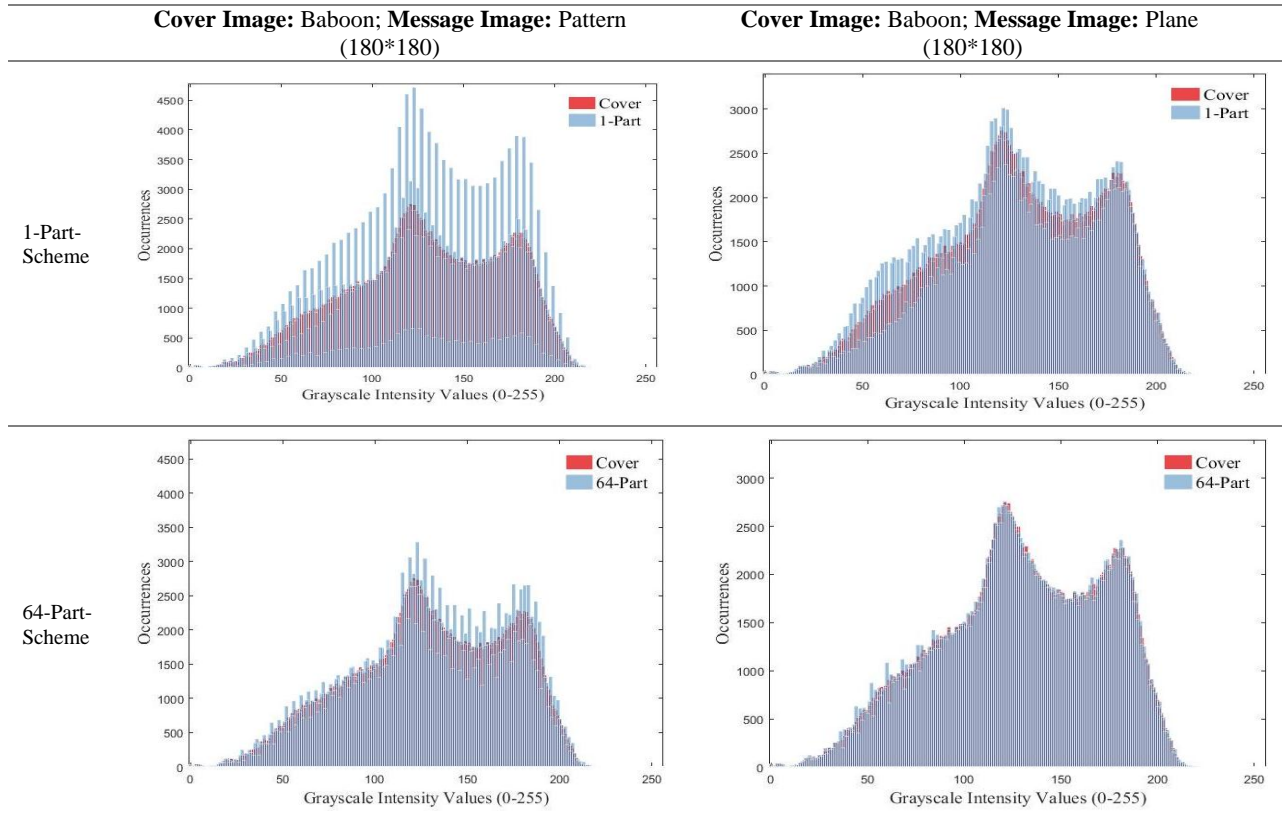 Cover Image: Baboon; Message Image: Pattern
(180*180)
Cover Image: Baboon; Message Image: Plane
(180*180)
1-Part-
Scheme
Cover
1-Part
4500
4000
3500
3000
2500
2000
1500
1000
500
0
Occurrences
0 50 100 150 200 250
Grayscale Intensity Values (0-255)
Cover
1-Part
3000
2500
2000
1500
1000
500
0
Occurrences
0 50 100 150 200 250
Grayscale Intensity Values (0-255)
64-Part-
Scheme
Cover
64-Part
4500
4000
3500
3000
2500
2000
1500
1000
500
0
Occurrences
0 50 100 150 200 250
Grayscale Intensity Values (0-255)
Cover
64-Part
3000
2500
2000
1500
1000
500
0
Occurrences
0 50 100 150 200 250
Grayscale Intensity Values (0-255)